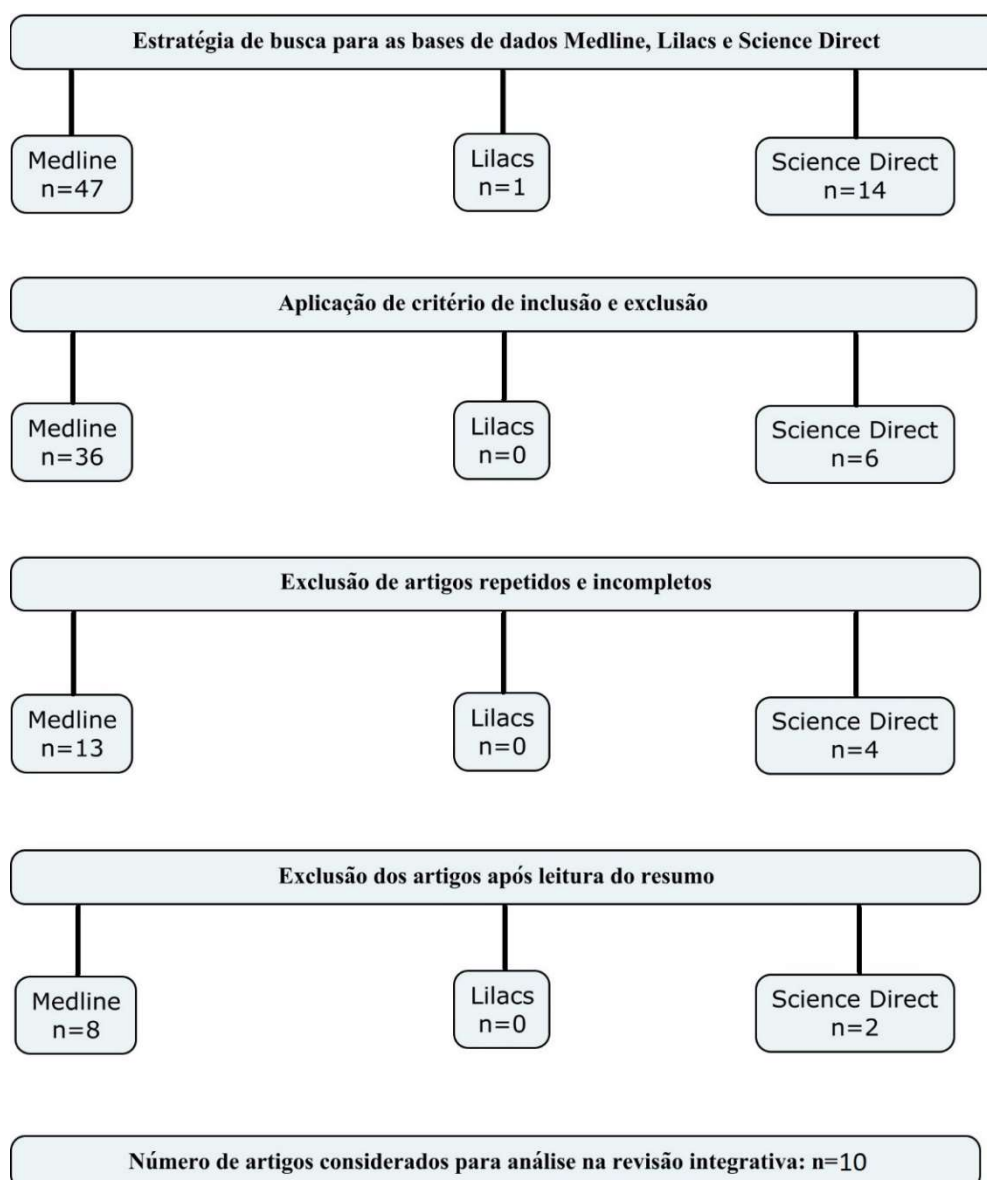 Estratégia de busca para as bases de dados Medline, Lilacs e Science Direct
Medline
n=47
Lilacs
n=1
Science Direct
n=14
Aplicação de critério de inclusão e exclusão
Medline
n=36
Lilacs
n=0
Science Direct
n=6
Exclusão de artigos repetidos e incompletos
Medline
n=13
Lilacs
n=0
Science Direct
n=4
Exclusão dos artigos após leitura do resumo
Medline
n=8
Lilacs
n=0
Science Direct
n=2
Número de artigos considerados para análise na revisão integrativa: n=10